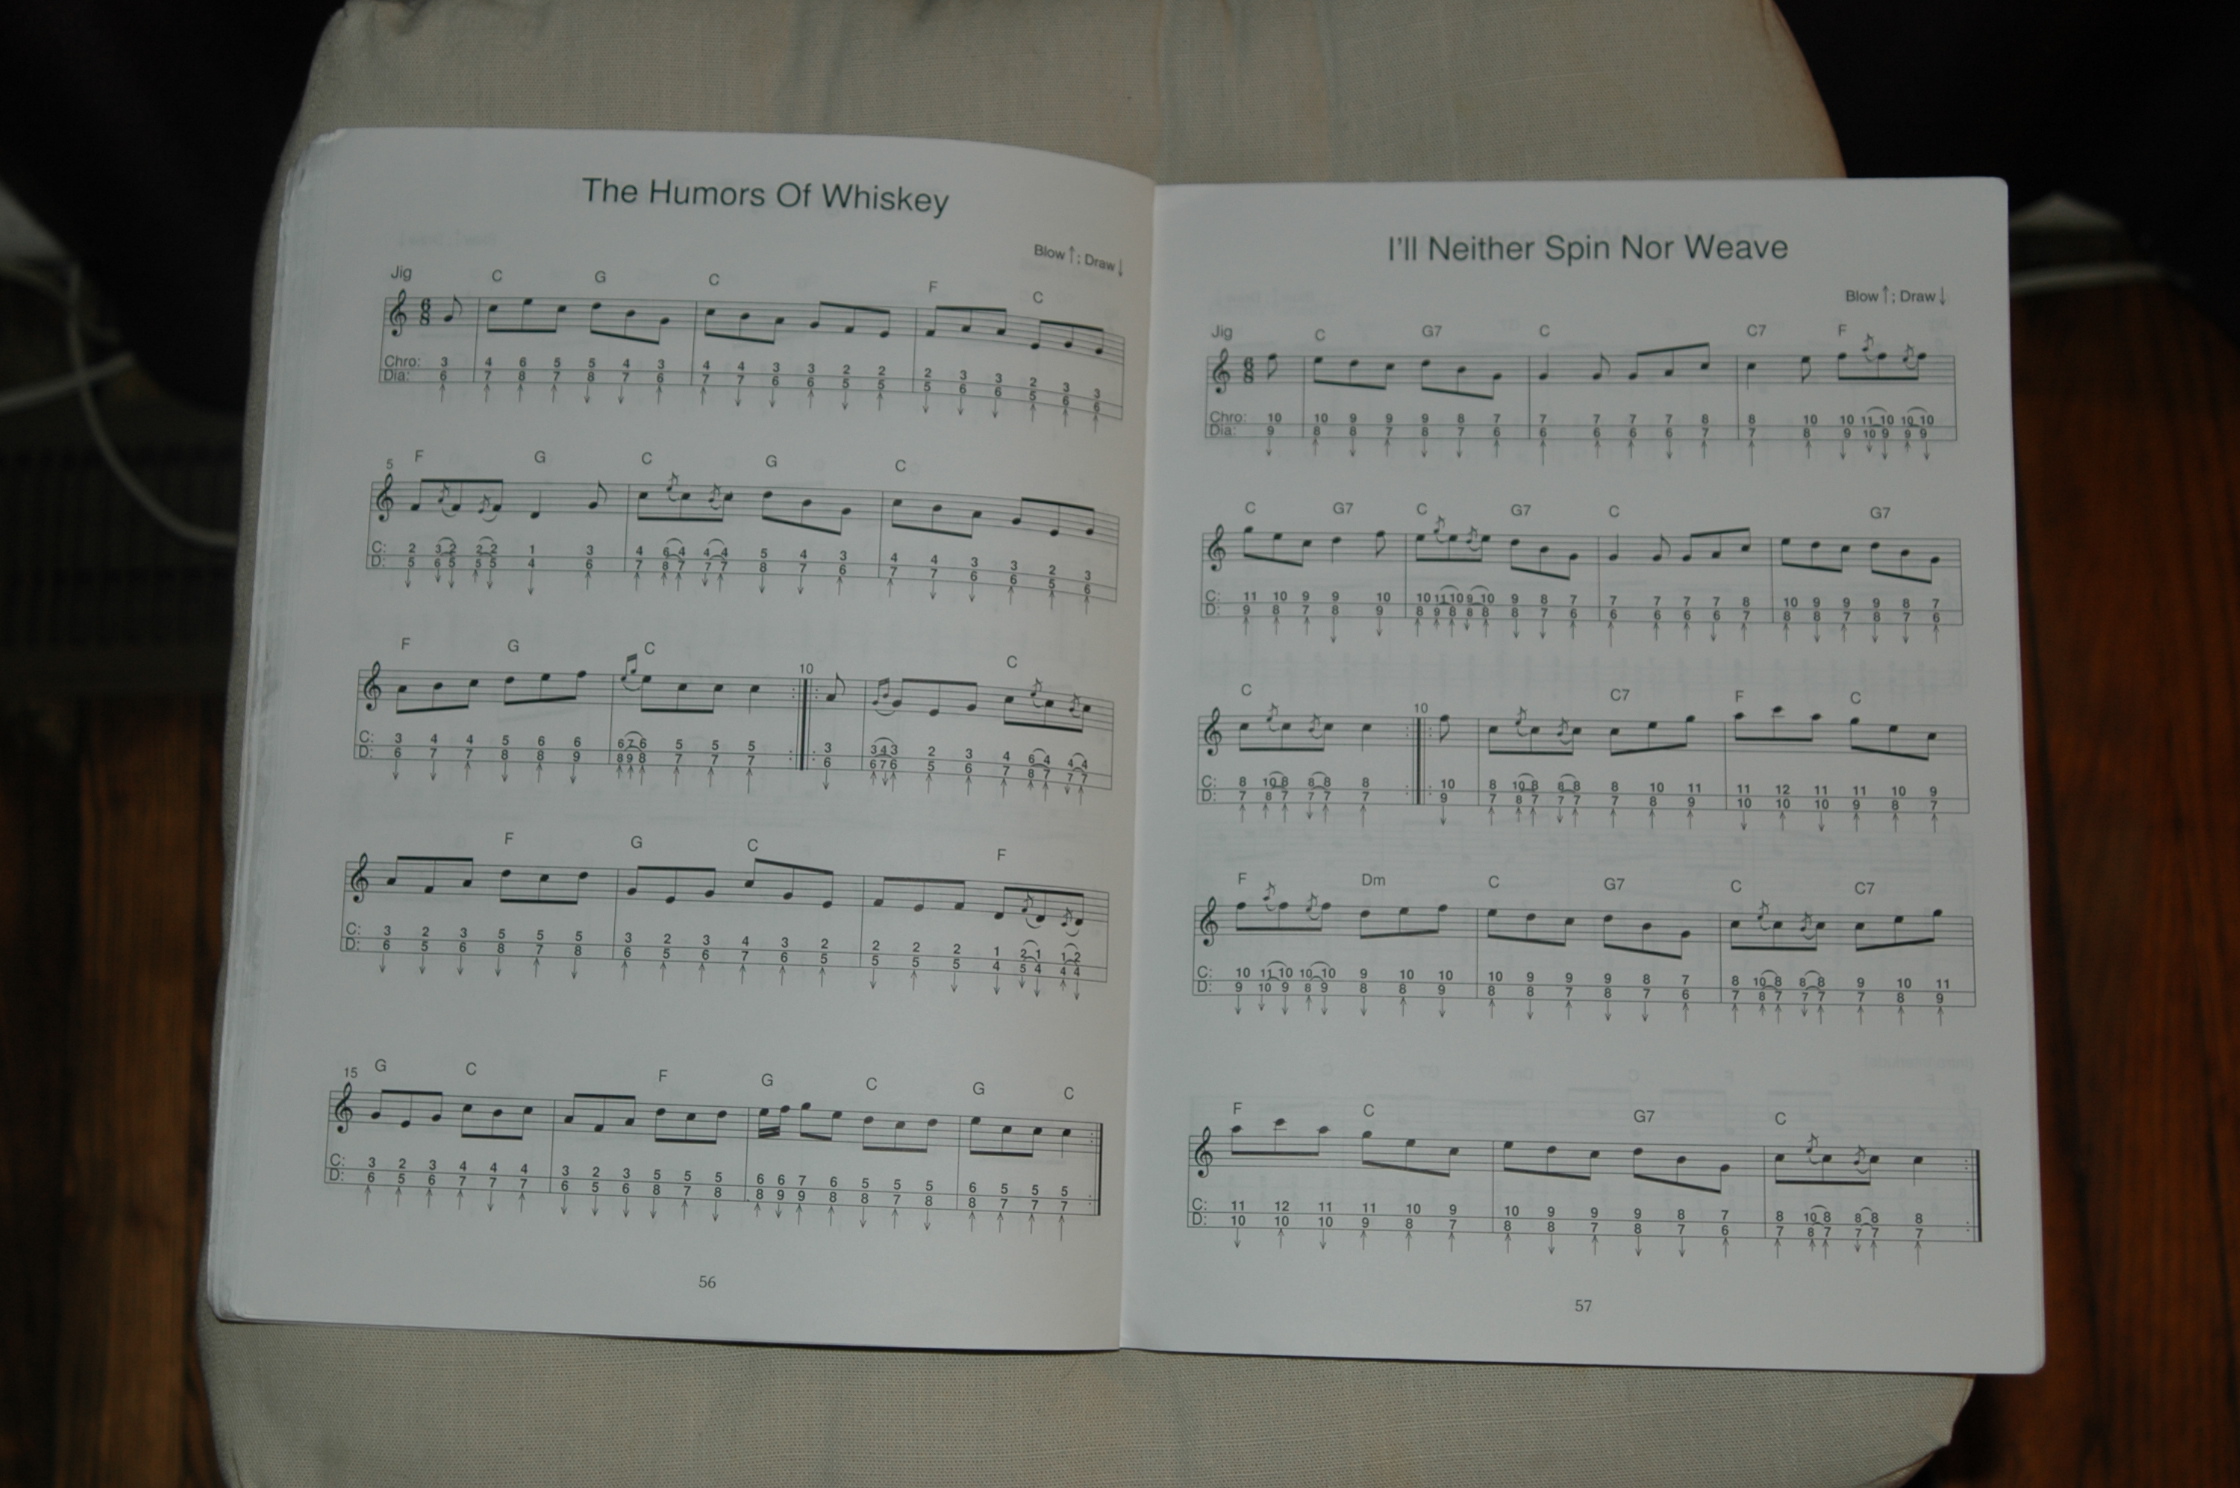 The Humors Of Whiskey
Blow↑; Draw↓
Jig C G C F C
6
8
Chro: 3 4 6 5 5 4 3 4 4 3 3 2 2 2 3 3 2 3 3
Dia: 6 7 8 7 8 7 6 7 7 6 6 5 5 5 6 6 5 6 6
5 F G C G C
C: 2 3 2 2 2 1 3 4 6 4 4 4 5 4 3 4 4 3 3 2 3
D: 5 6 5 5 5 4 6 7 8 7 7 7 8 7 6 7 7 6 6 5 6
F G C 10 C
C: 3 4 4 5 6 6 6 7 6 5 5 5 3 3 4 3 2 3 4 6 4 4 4
D: 6 7 7 8 8 9 8 9 8 7 7 7 6 6 7 6 5 6 7 8 7 7 7
F G C F
C: 3 2 3 5 5 5 3 2 3 4 3 2 2 2 2 1 2 1 1 2
D: 6 5 6 8 7 8 6 5 6 7 6 5 5 5 5 4 5 4 4 4
15 G C F G C G C
C: 3 2 3 4 4 4 3 2 3 5 5 5 6 6 7 6 5 5 5 6 5 5 5
D: 6 5 6 7 7 7 6 5 6 8 7 8 8 9 9 8 8 7 8 8 7 7 7
56
I'll Neither Spin Nor Weave
Blow↑; Draw↓
Jig C G7 C C7 F
6
8
Chro: 10 10 9 9 9 8 7 7 7 7 7 8 8 10 10 11 10 10 10
Dia: 9 8 8 7 8 7 6 6 6 6 6 7 7 8 9 10 9 9 9
C G7 C G7 C G7
C: 11 10 9 9 10 10 11 10 9 10 9 8 7 7 7 7 7 8 10 9 9 9 8 7
D: 9 8 7 8 9 8 9 8 8 8 8 7 6 6 6 6 6 7 8 8 7 8 7 6
C 10 C7 F C
C: 8 10 8 8 8 8 10 8 10 8 8 8 8 10 11 11 12 11 11 10 9
D: 7 8 7 7 7 7 9 7 8 7 7 7 7 8 9 10 10 10 9 8 7
F Dm C G7 C C7
C: 10 11 10 10 10 9 10 10 10 9 9 9 8 7 8 10 8 8 8 9 10 11
D: 9 10 9 8 9 8 8 9 8 8 7 8 7 6 7 8 7 7 7 7 8 9
F C G7 C
C: 11 12 11 11 10 9 10 9 9 9 8 7 8 10 8 8 8 8
D: 10 10 10 9 8 7 8 8 7 8 7 6 7 8 7 7 7 7
57